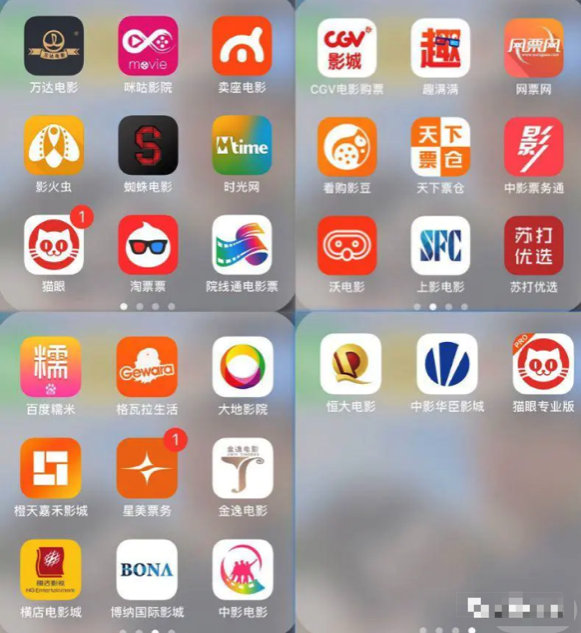 万达电影
movie
万达电影 咪咕影院 卖座电影
S Mtime
影火虫 蜘蛛电影 时光网
1
猫眼 淘票票 院线通电影票
CGV 趣 网票网
影城
CGV电影购票 趣满满 网票网
天下 影
票仓
看购影豆 天下票仓 中影票务通
SFC 苏打
优选
沃电影 上影电影 苏打优选
糯 Gewara
百度糯米 格瓦拉生活 大地影院
1
金逸电影
橙天嘉禾影城 星美票务 金逸电影
横店影视 BONA
HG Entertainment
横店电影城 博纳国际影城 中影电影
PRO
恒大电影 中影华臣影城 猫眼专业版